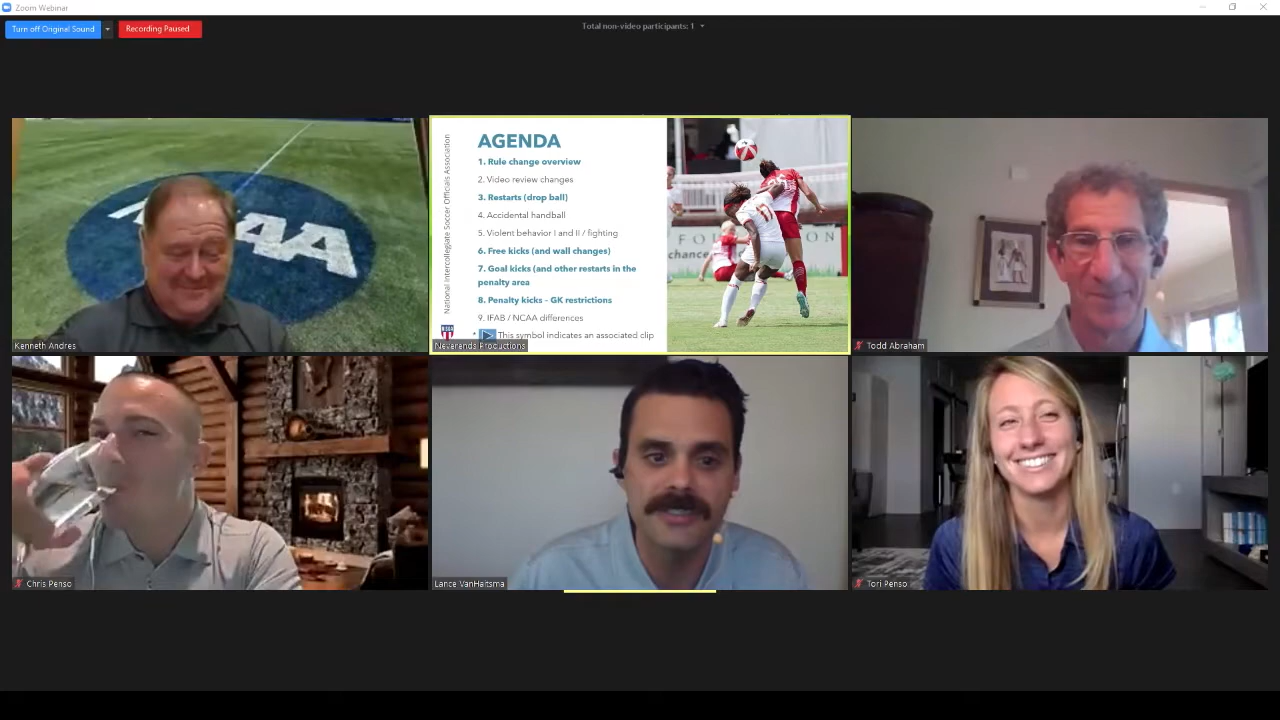 Zoom Webinar
Turn off Original Sound
Recording Paused
Total non-video participants: 1
NCAA
Kenneth Andres
National Intercollegiate Soccer Officials Association
AGENDA
1. Rule change overview
2. Video review changes
3. Restarts (drop ball)
4. Accidental handball
5. Violent behavior I and II / fighting
6. Free kicks (and wall changes)
7. Goal kicks (and other restarts in the
penalty area
8. Penalty kicks - GK restrictions
9. IFAB / NCAA differences
* This symbol indicates an associated clip
Neverends Productions
Todd Abraham
Chris Penso
Lance VanHaitsma
Tori Penso